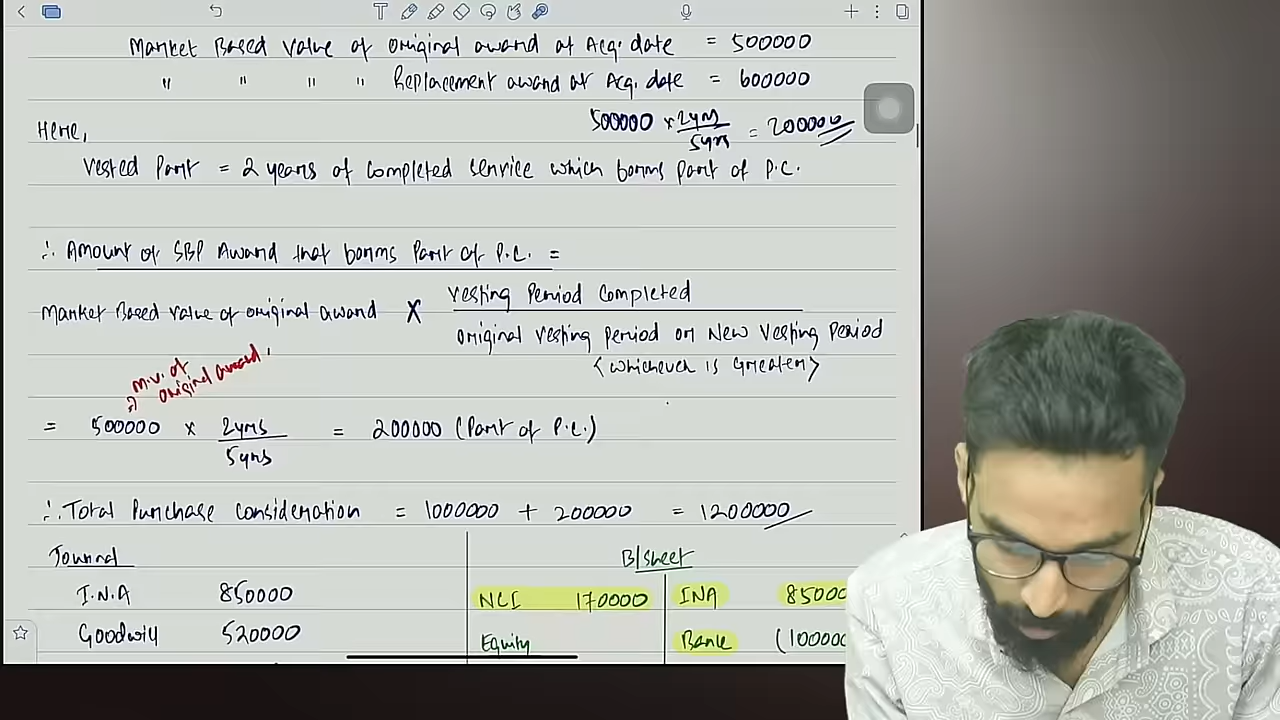 Market Based value of original award at Acq. date = 500000
" " " " Replacement award at Acq. date = 600000
500000 x 2yrs / 5yrs = 200000
Here,
vested Part = 2 years of completed service which forms part of P.C.
∴ Amount of SBP Award that forms Part of P.C. =
Market Based value of original award X vesting Period Completed / original vesting period or New vesting Period
<whichever is Greater>
⇒ m.v. of original award.
= 500000 x 2yrs / 5yrs = 200000 (Part of P.C.)
∴ Total Purchase consideration = 1000000 + 200000 = 1200000
Journal
B/sheet
I.N.A 850000
NCI 170000 INA 85000
Goodwill 520000
Equity Bank (100000